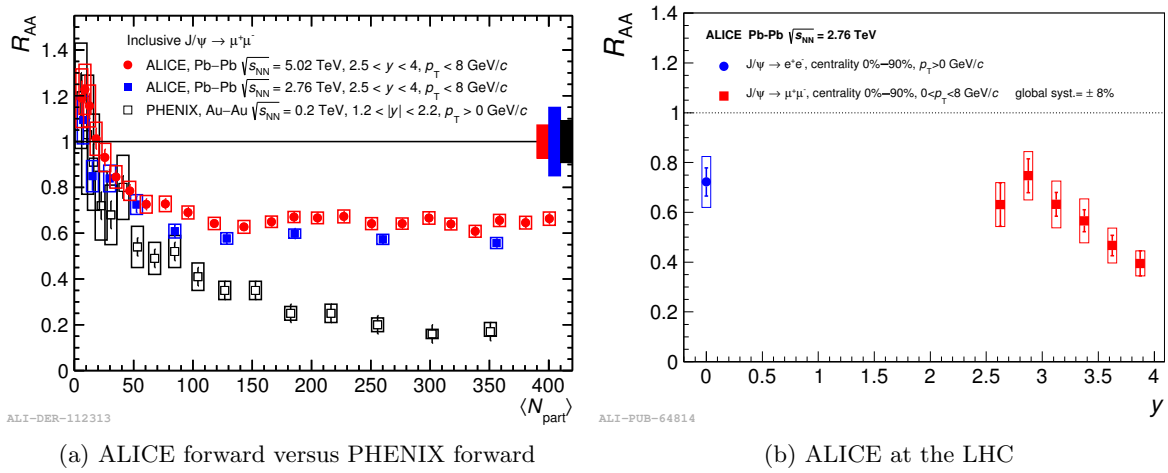 R_AA
1.4
1.2
1
0.8
0.6
0.4
0.2
0
Inclusive J/ψ → μ⁺μ⁻
ALICE, Pb−Pb √s_NN = 5.02 TeV, 2.5 < y < 4, p_T < 8 GeV/c
ALICE, Pb−Pb √s_NN = 2.76 TeV, 2.5 < y < 4, p_T < 8 GeV/c
PHENIX, Au−Au √s_NN = 0.2 TeV, 1.2 < |y| < 2.2, p_T > 0 GeV/c
0 50 100 150 200 250 300 350 400
⟨N_part⟩
ALI−DER−112313
(a) ALICE forward versus PHENIX forward
R_AA
1.4
1.2
1
0.8
0.6
0.4
0.2
0
ALICE Pb-Pb √s_NN = 2.76 TeV
J/ψ → e⁺e⁻, centrality 0%−90%, p_T>0 GeV/c
J/ψ → μ⁺μ⁻, centrality 0%−90%, 0<p_T<8 GeV/c global syst.= ± 8%
0 0.5 1 1.5 2 2.5 3 3.5 4
y
ALI−PUB−64814
(b) ALICE at the LHC